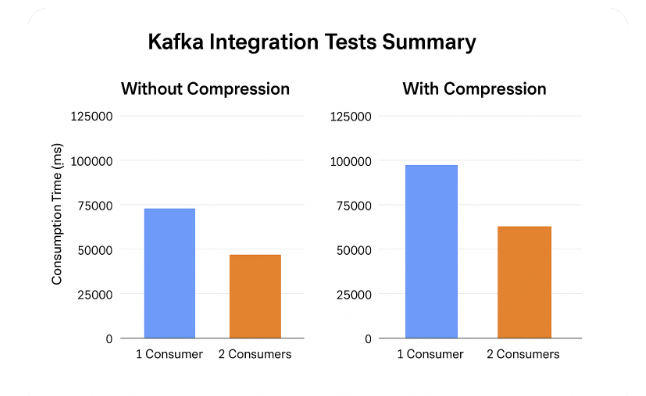 Kafka Integration Tests Summary
Without Compression
Consumption Time (ms)
125000
100000
75000
50000
25000
0
1 Consumer
2 Consumers
With Compression
125000
100000
75000
50000
25000
0
1 Consumer
2 Consumers